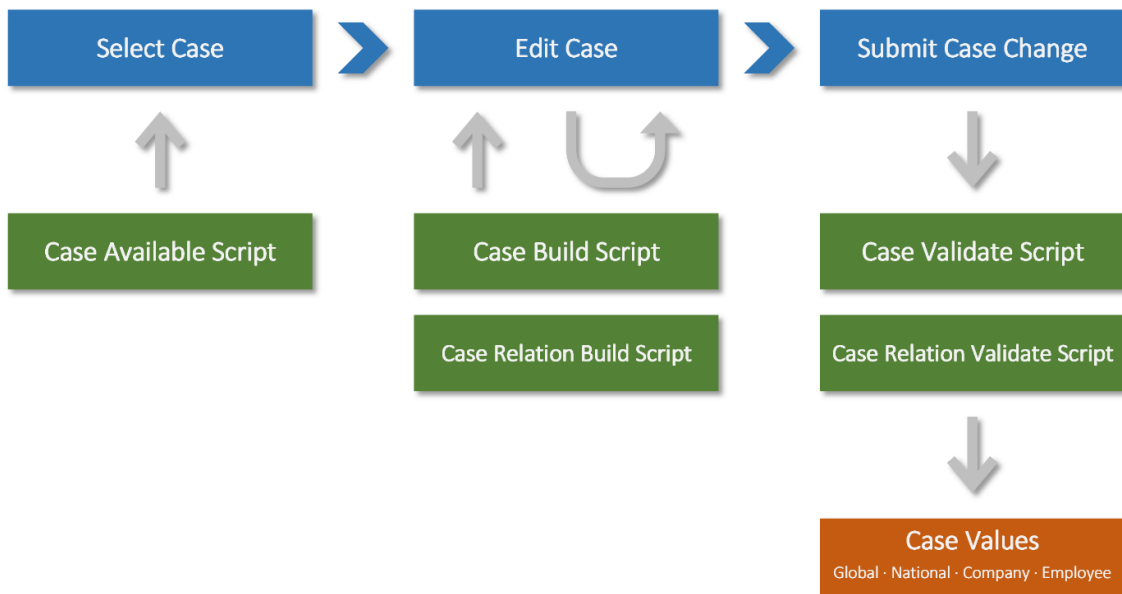 Select Case
Edit Case
Submit Case Change
Case Available Script
Case Build Script
Case Validate Script
Case Relation Build Script
Case Relation Validate Script
Case Values
Global · National · Company · Employee